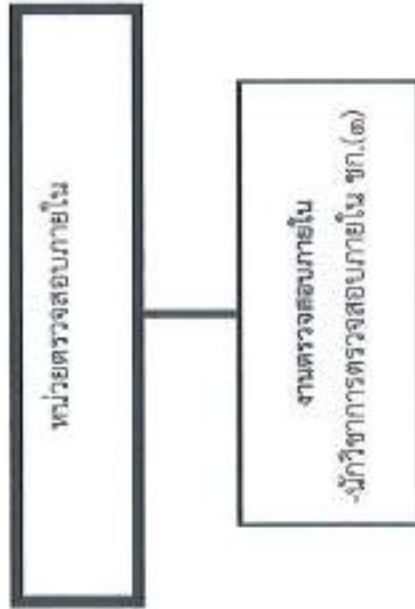 หน่วยตรวจสอบภายใน
งานตรวจสอบภายใน
-นักวิชาการตรวจสอบภายใน ชก.(๑)